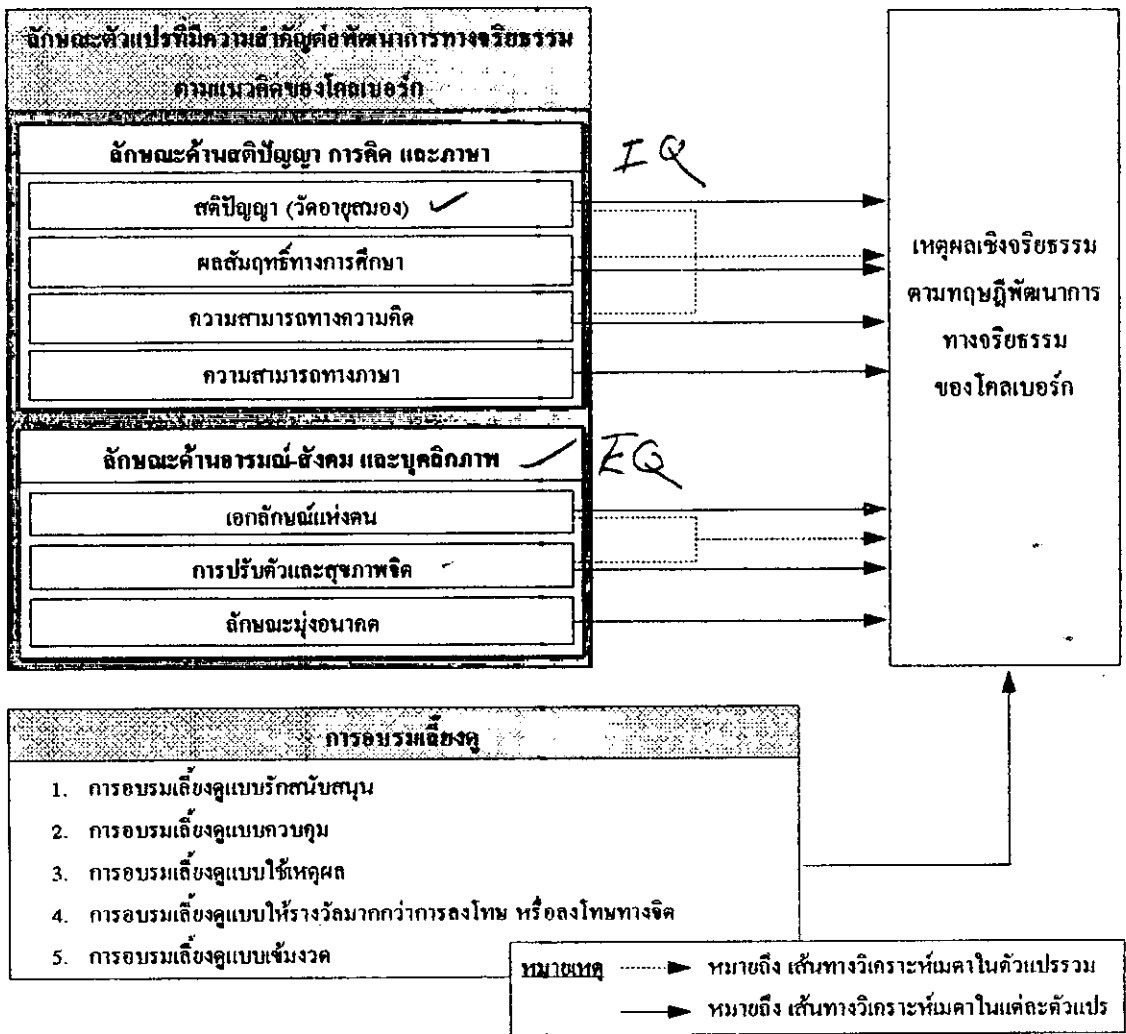 ลักษณะตัวแปรที่มีความสำคัญต่อพัฒนาการทางจริยธรรม
ตามแนวคิดของโคลเบอร์ก
ลักษณะด้านสติปัญญา การคิด และภาษา
IQ
สติปัญญา (วัดอายุสมอง) ✓
ผลสัมฤทธิ์ทางการศึกษา
ความสามารถทางความคิด
ความสามารถทางภาษา
ลักษณะด้านอารมณ์-สังคม และบุคลิกภาพ ✓
EQ
เอกลักษณ์แห่งตน
การปรับตัวและสุขภาพจิต
ลักษณะมุ่งอนาคต
เหตุผลเชิงจริยธรรม
ตามทฤษฎีพัฒนาการ
ทางจริยธรรม
ของโคลเบอร์ก
การอบรมเลี้ยงดู
1. การอบรมเลี้ยงดูแบบรักสนับสนุน
2. การอบรมเลี้ยงดูแบบควบคุม
3. การอบรมเลี้ยงดูแบบใช้เหตุผล
4. การอบรมเลี้ยงดูแบบให้รางวัลมากกว่าการลงโทษ หรือลงโทษทางจิต
5. การอบรมเลี้ยงดูแบบเข้มงวด
หมายเหตุ หมายถึง เส้นทางวิเคราะห์เมตาในตัวแปรรวม
หมายถึง เส้นทางวิเคราะห์เมตาในแต่ละตัวแปร